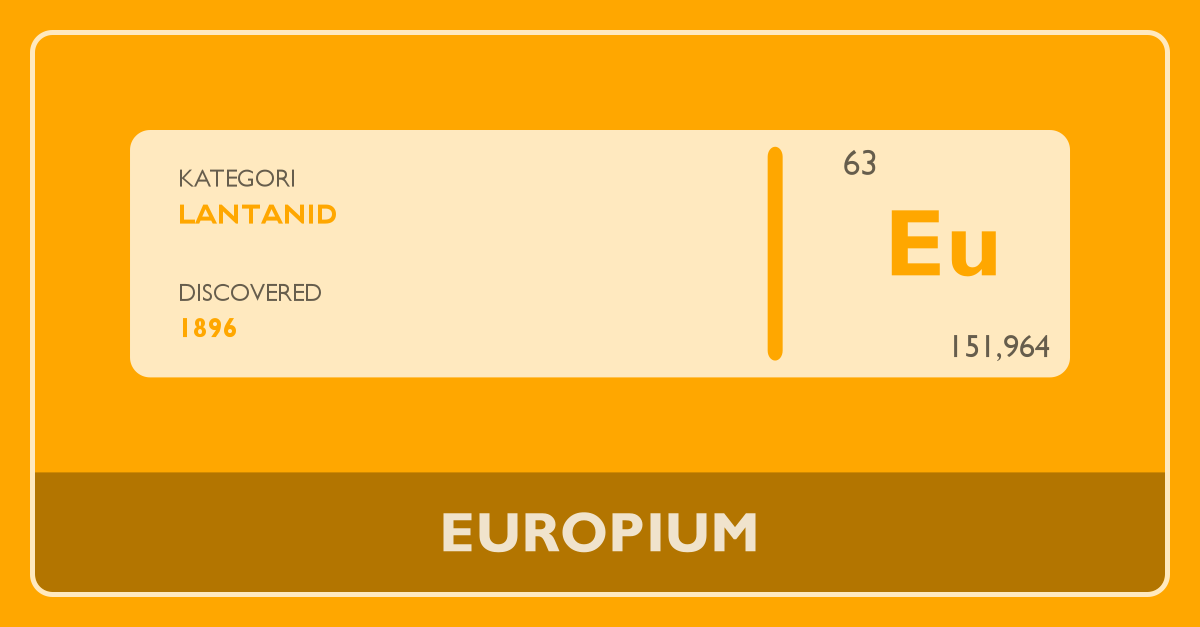 KATEGORI
LANTANID
DISCOVERED
1896
63
Eu
151,964
EUROPIUM